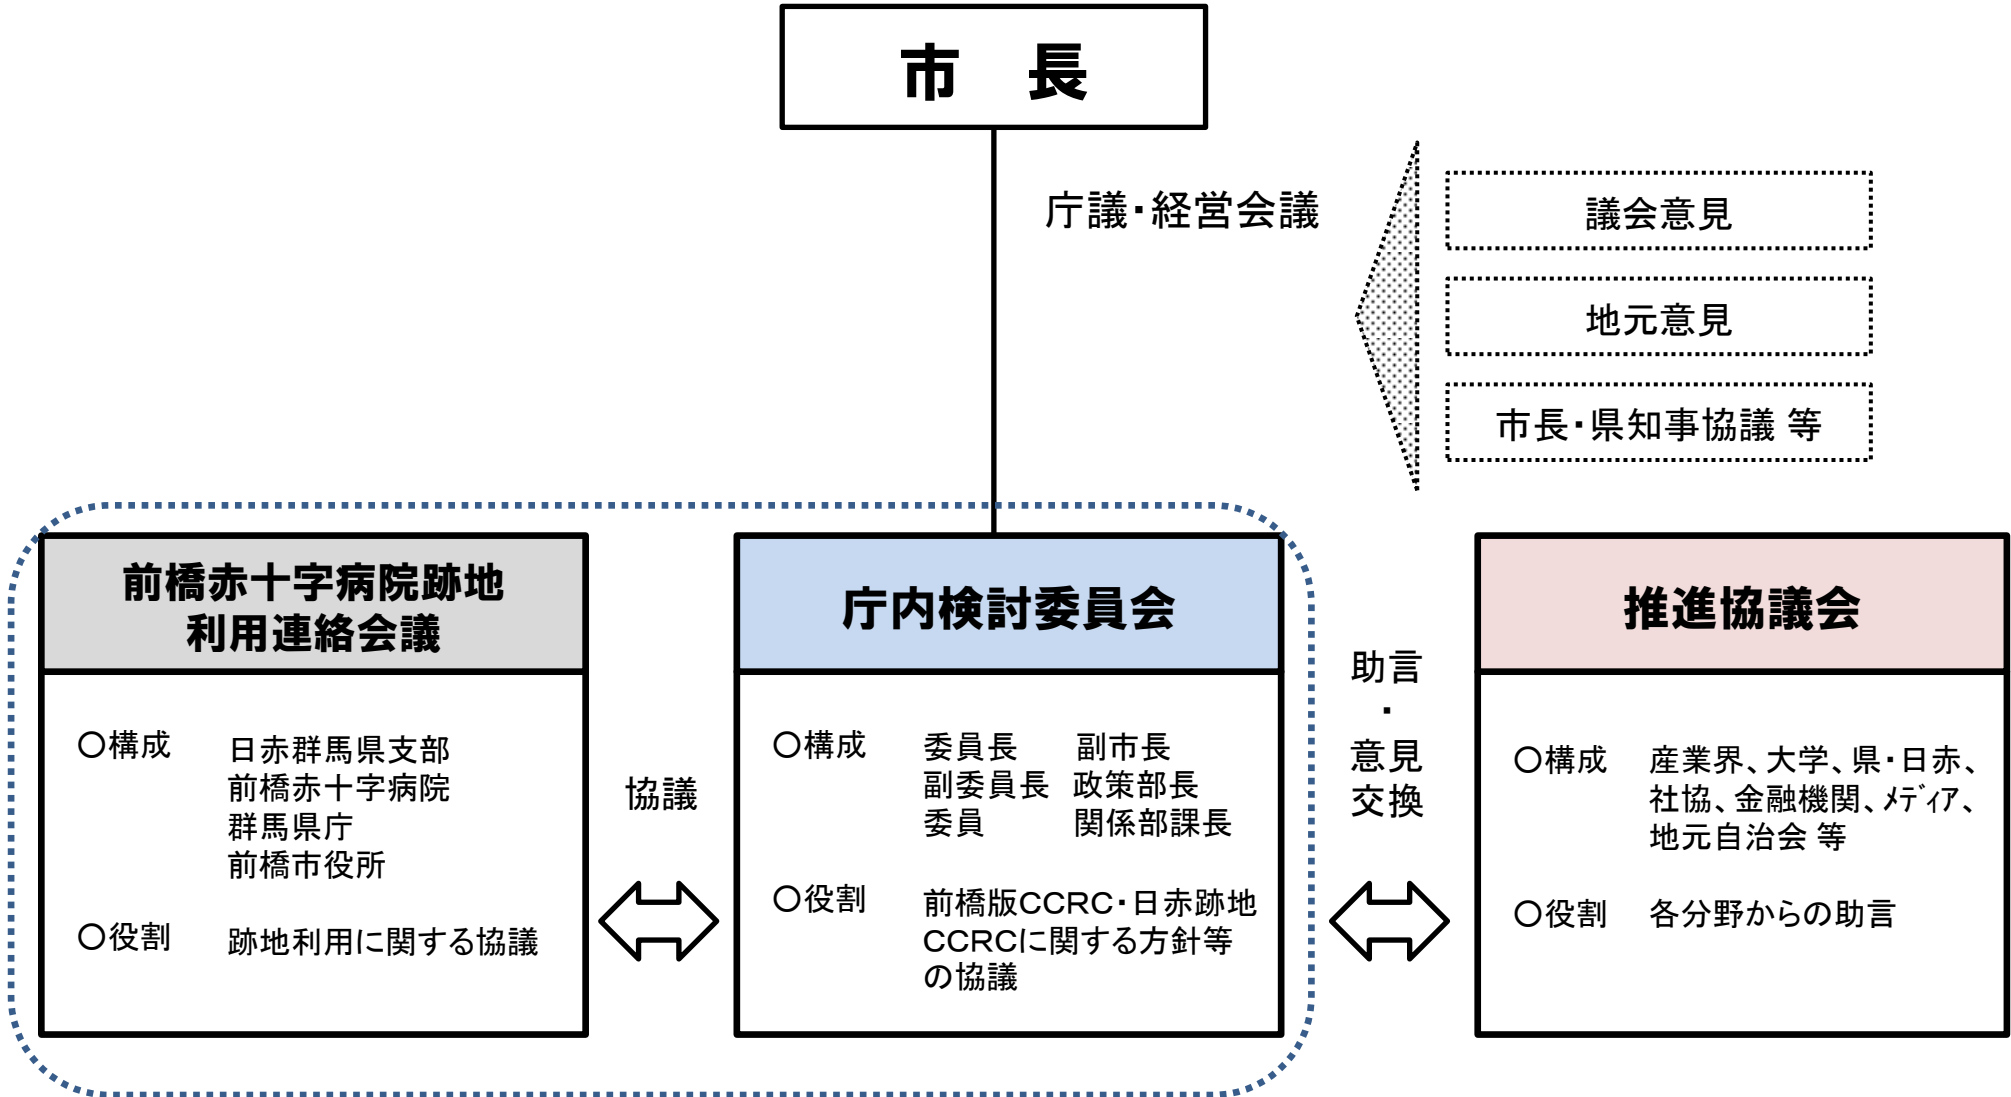 市　長
庁議・経営会議
議会意見
地元意見
市長・県知事協議 等
前橋赤十字病院跡地
利用連絡会議
〇構成　日赤群馬県支部
前橋赤十字病院
群馬県庁
前橋市役所
〇役割　跡地利用に関する協議
協議
庁内検討委員会
〇構成　委員長　副市長
副委員長　政策部長
委員　関係部課長
〇役割　前橋版CCRC・日赤跡地
CCRCに関する方針等
の協議
助言
・
意見
交換
推進協議会
〇構成　産業界、大学、県・日赤、
社協、金融機関、ﾒﾃﾞｨｱ、
地元自治会 等
〇役割　各分野からの助言